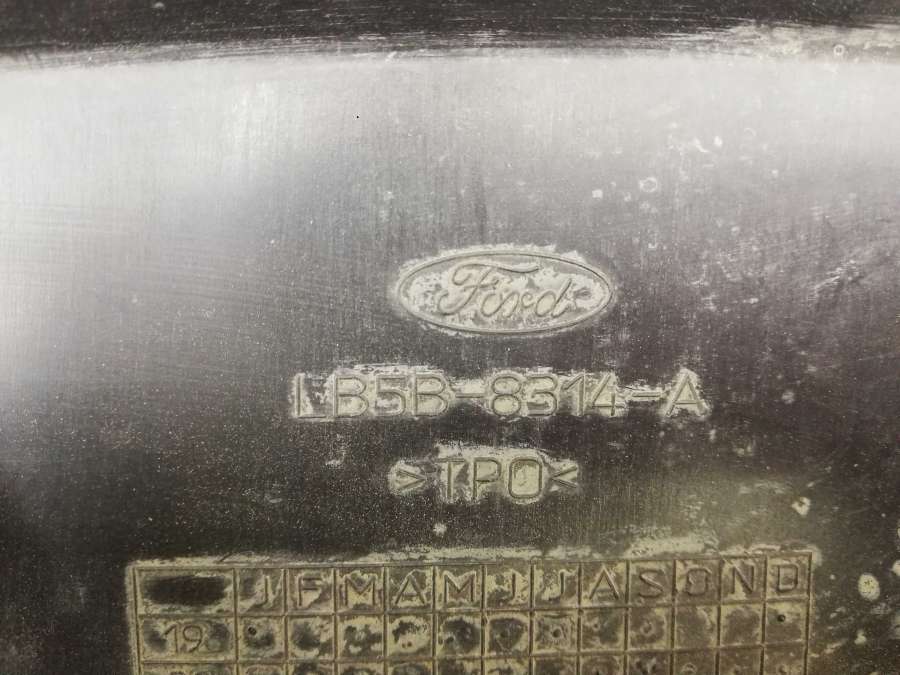 Ford
LB5B-8314-A
>TPO<
J F M A M J J A S O N D
19